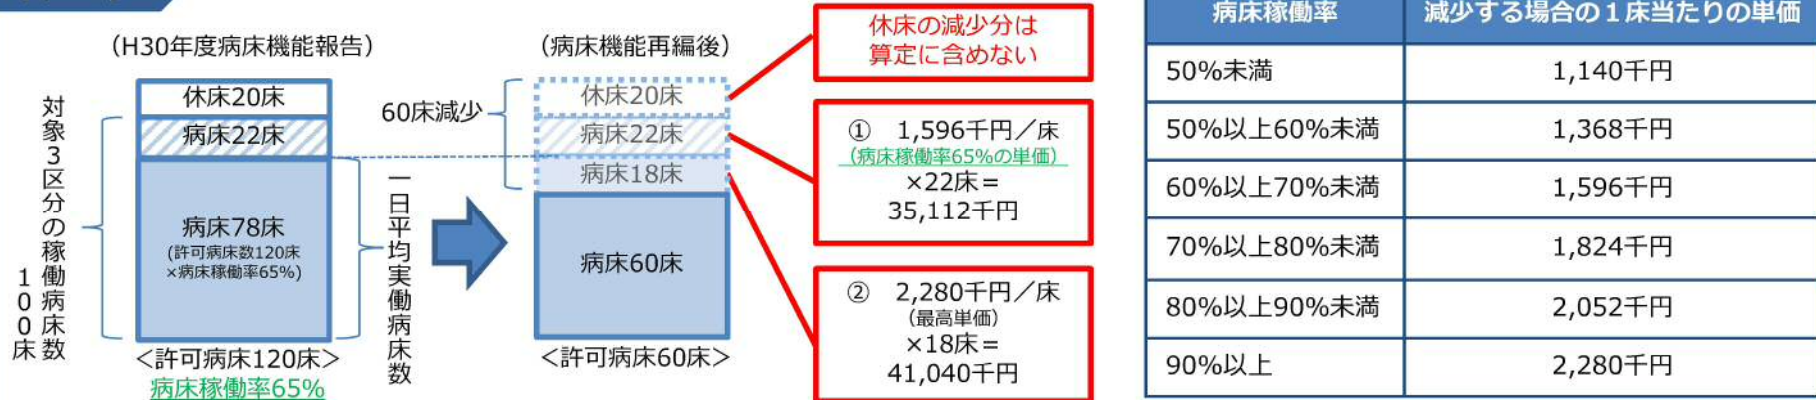 (H30年度病床機能報告)
休床20床
病床22床
病床78床
(許可病床数120床
×病床稼働率65%)
<許可病床120床>
病床稼働率65%
対象3区分の稼働病床数
100床
一日平均実働病床数
(病床機能再編後)
60床減少
休床20床
病床22床
病床18床
病床60床
<許可病床60床>
休床の減少分は
算定に含めない
① 1,596千円/床
(病床稼働率65%の単価)
×22床=
35,112千円
② 2,280千円/床
(最高単価)
×18床=
41,040千円
病床稼働率 減少する場合の1床当たりの単価
50%未満 1,140千円
50%以上60%未満 1,368千円
60%以上70%未満 1,596千円
70%以上80%未満 1,824千円
80%以上90%未満 2,052千円
90%以上 2,280千円